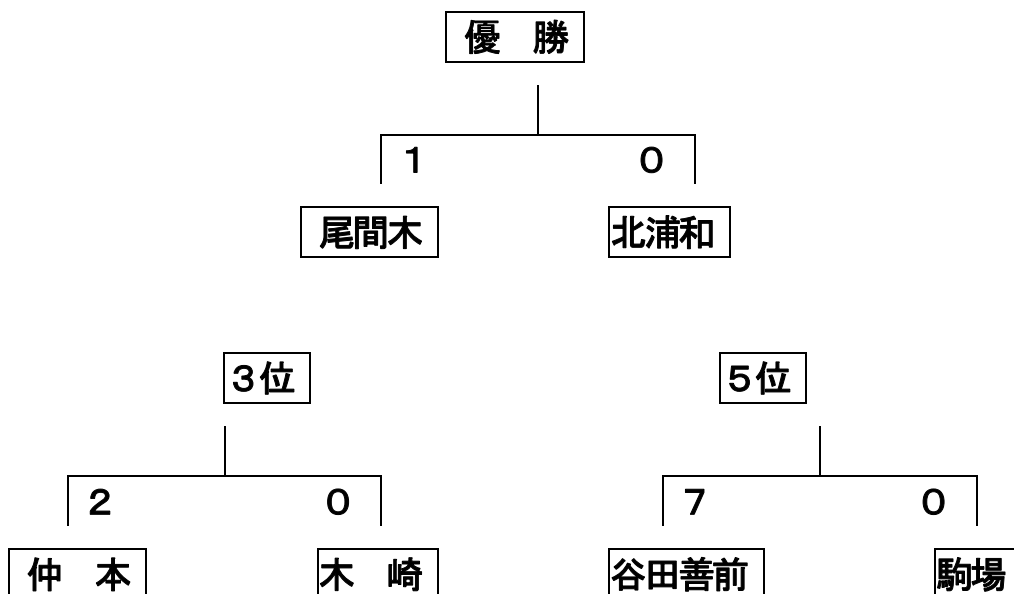 優　勝
１　０
尾間木　北浦和
３位　５位
２　０　７　０
仲　本　木　崎　谷田善前　駒場